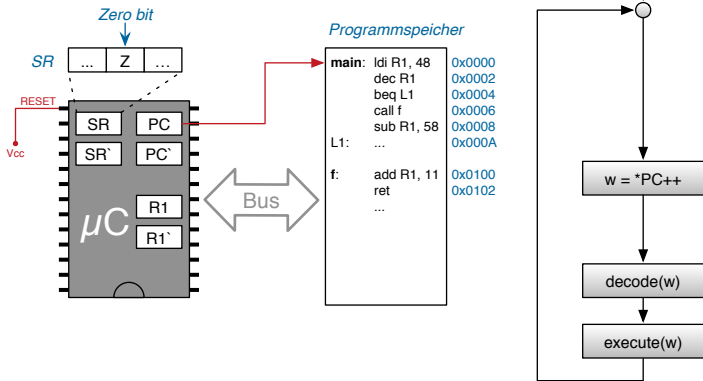 Zero bit
SR ... Z ...
RESET
Vcc
SR PC
SR` PC`
R1
R1`
µC
Bus
Programmspeicher
main: ldi R1, 48 0x0000
dec R1 0x0002
beq L1 0x0004
call f 0x0006
sub R1, 58 0x0008
L1: ... 0x000A
f: add R1, 11 0x0100
ret 0x0102
...
w = *PC++
decode(w)
execute(w)